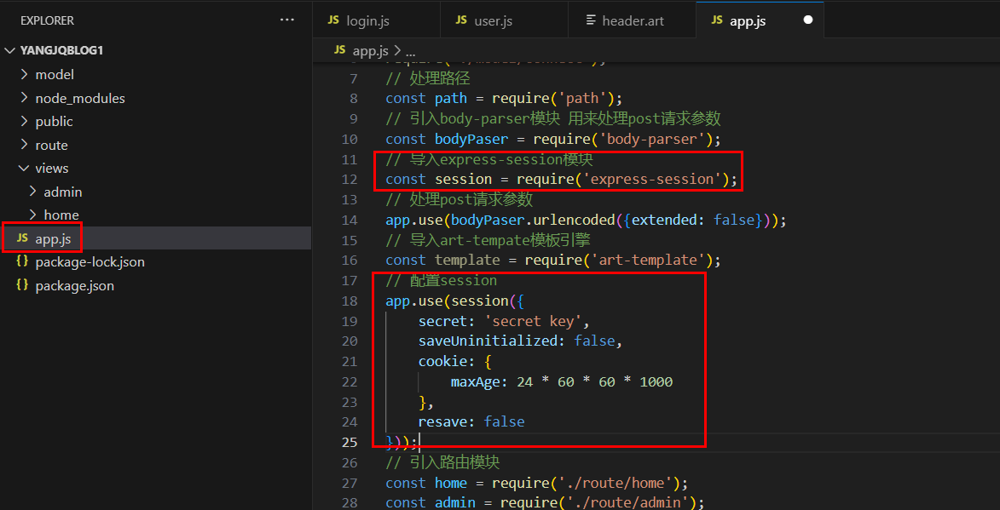 EXPLORER
···
YANGJQBLOG1
model
node_modules
public
route
views
admin
home
JS app.js
{} package-lock.json
{} package.json
JS login.js
JS user.js
header.art
JS app.js
JS app.js > ...
7 // 处理路径
8 const path = require('path');
9 // 引入body-parser模块 用来处理post请求参数
10 const bodyPaser = require('body-parser');
11 // 导入express-session模块
12 const session = require('express-session');
13 // 处理post请求参数
14 app.use(bodyPaser.urlencoded({extended: false}));
15 // 导入art-tempate模板引擎
16 const template = require('art-template');
17 // 配置session
18 app.use(session({
19 secret: 'secret key',
20 saveUninitialized: false,
21 cookie: {
22 maxAge: 24 * 60 * 60 * 1000
23 },
24 resave: false
25 }));
26 // 引入路由模块
27 const home = require('./route/home');
28 const admin = require('./route/admin');